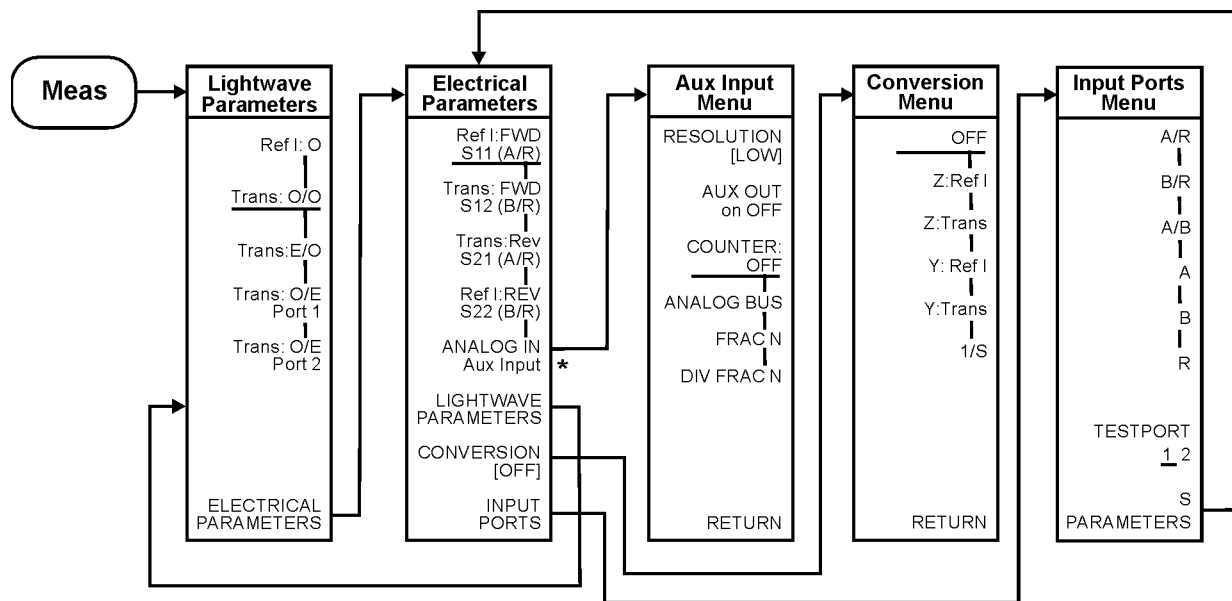 Meas
Lightwave
Parameters
Ref l: O
Trans: O/O
Trans:E/O
Trans: O/E
Port 1
Trans: O/E
Port 2
ELECTRICAL
PARAMETERS
Electrical
Parameters
Ref l:FWD
S11 (A/R)
Trans: FWD
S12 (B/R)
Trans:Rev
S21 (A/R)
Ref l:REV
S22 (B/R)
ANALOG IN
Aux Input *
LIGHTWAVE
PARAMETERS
CONVERSION
[OFF]
INPUT
PORTS
Aux Input
Menu
RESOLUTION
[LOW]
AUX OUT
on OFF
COUNTER:
OFF
ANALOG BUS
FRAC N
DIV FRAC N
RETURN
Conversion
Menu
OFF
Z:Ref l
Z:Trans
Y: Ref l
Y:Trans
1/S
RETURN
Input Ports
Menu
A/R
B/R
A/B
A
B
R
TESTPORT
1 2
S
PARAMETERS